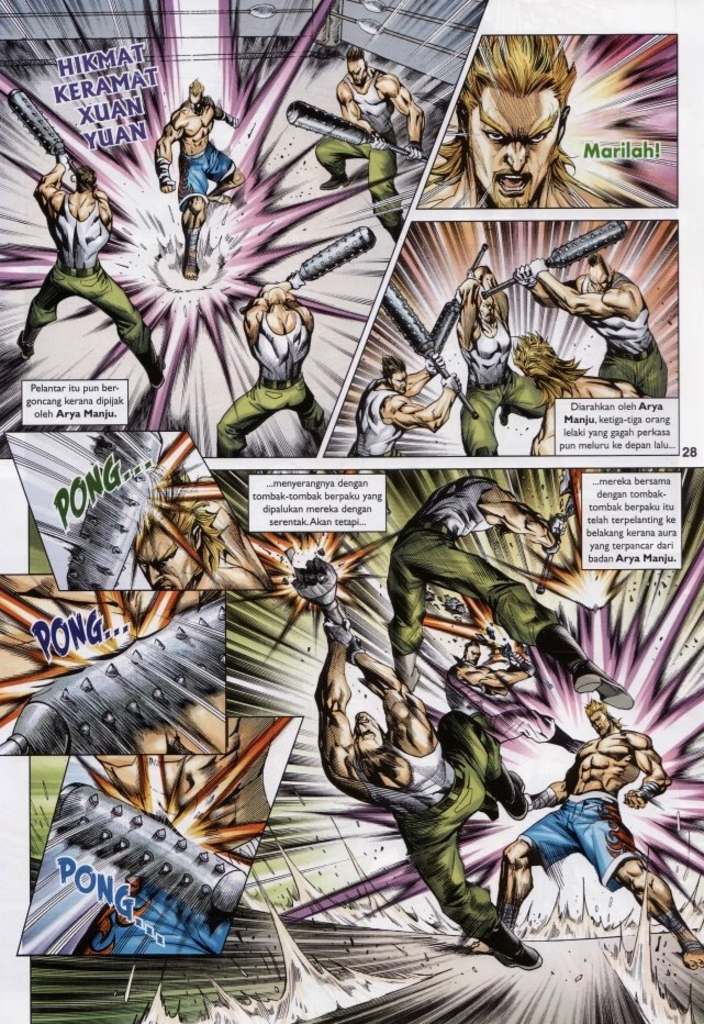 HIKMAT
KERAMAT
XUAN
YUAN
Marilah!
Pelantar itu pun ber-
goncang ketika dipijak
oleh Arya Manju.
Diarahkan oleh Arya
Manju, ketiga-tiga orang
lelaki yang gagah perkasa
pun meluru ke depan lalu...
28
PONG...
...menyerangnya dengan
tombak-tombak berpaku yang
dipalukan mereka dengan
serentak. Akan tetapi...
...mereka bersama
dengan tombak-
tombak berpaku itu
telah terpelanting ke
belakang kerana aura
yang terpancar dari
badan Arya Manju.
PONG...
PONG...